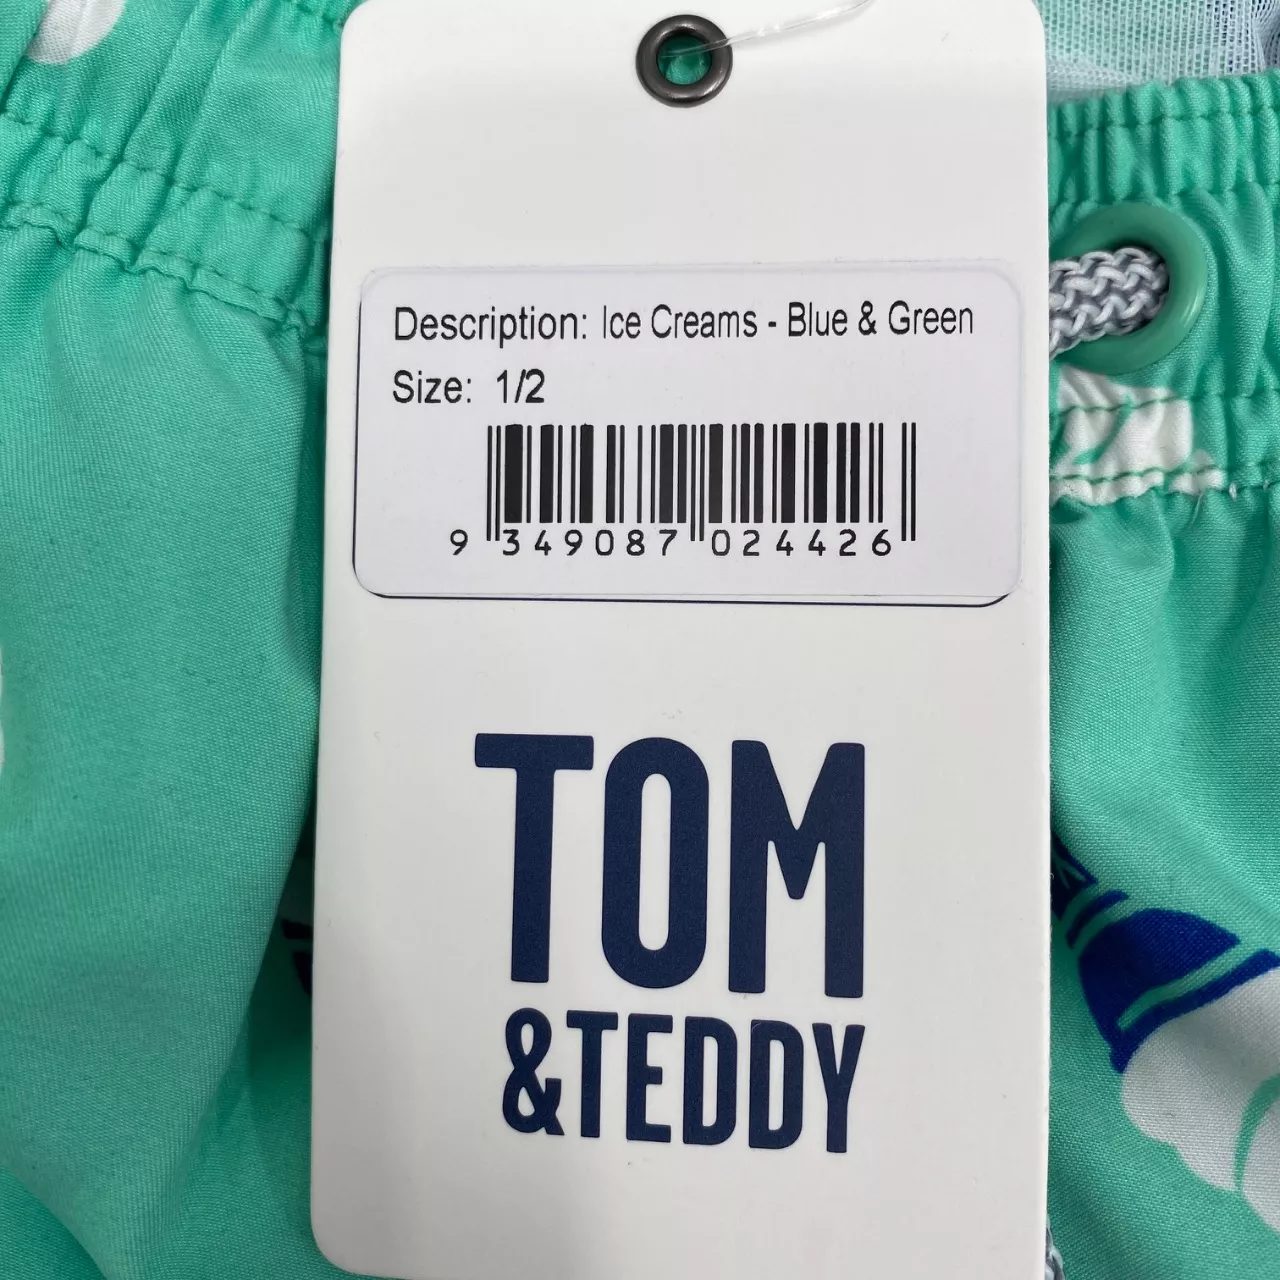 Description: Ice Creams - Blue & Green
Size: 1/2
9 349087 024426
TOM
&TEDDY